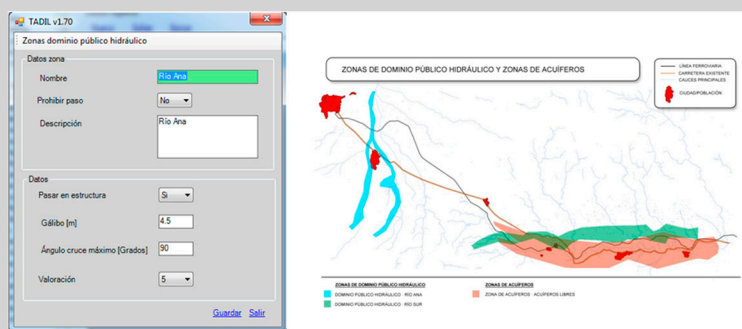 TADIL v1.70
Zonas dominio público hidráulico
Datos zona
Nombre
Río Ana
Prohibir paso
No
Descripción
Río Ana
Datos
Pasar en estructura
Si
Gálibo [m]
4.5
Ángulo cruce máximo [Grados]
90
Valoración
5
Guardar Salir
ZONAS DE DOMINIO PÚBLICO HIDRÁULICO Y ZONAS DE ACUÍFEROS
LÍNEA FERROVIARIA
CARRETERA EXISTENTE
CAUCES PRINCIPALES
CIUDAD/POBLACIÓN
ZONAS DE DOMINIO PÚBLICO HIDRÁULICO
DOMINIO PÚBLICO HIDRÁULICO : RÍO ANA
DOMINIO PÚBLICO HIDRÁULICO : RÍO SUR
ZONAS DE ACUÍFEROS
ZONA DE ACUÍFEROS : ACUÍFEROS LIBRES